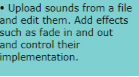 • Upload sounds from a file
and edit them. Add effects
such as fade in and out
and control their
implementation.